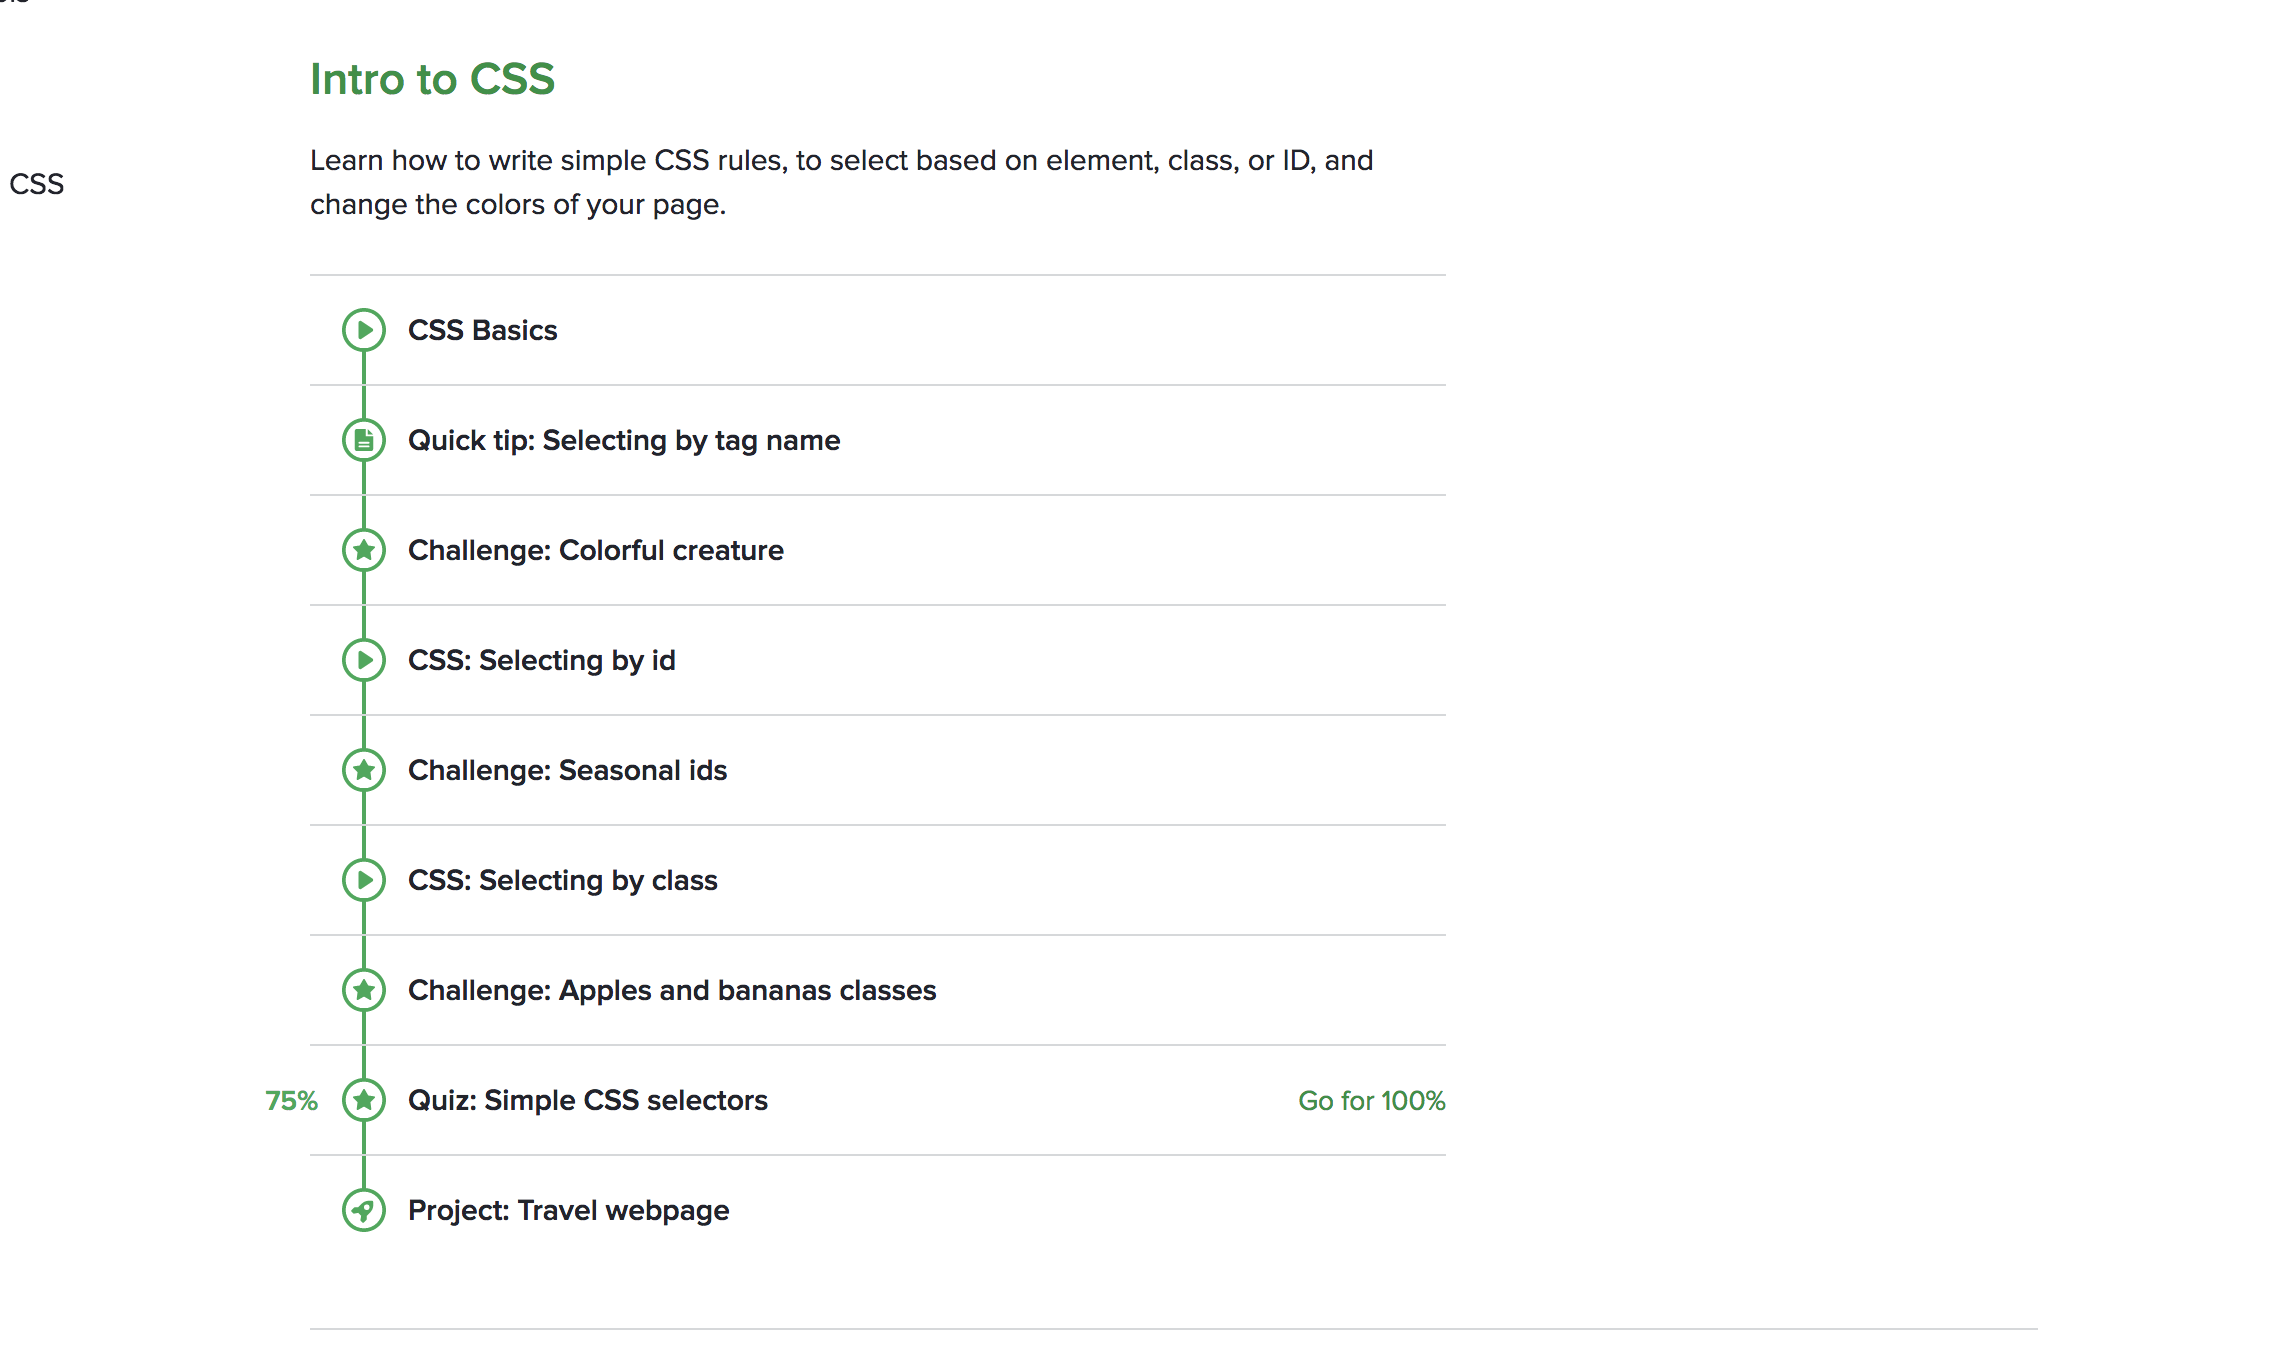 Intro to CSS
Learn how to write simple CSS rules, to select based on element, class, or ID, and
change the colors of your page.
CSS
CSS Basics
Quick tip: Selecting by tag name
Challenge: Colorful creature
CSS: Selecting by id
Challenge: Seasonal ids
CSS: Selecting by class
Challenge: Apples and bananas classes
75% Quiz: Simple CSS selectors Go for 100%
Project: Travel webpage